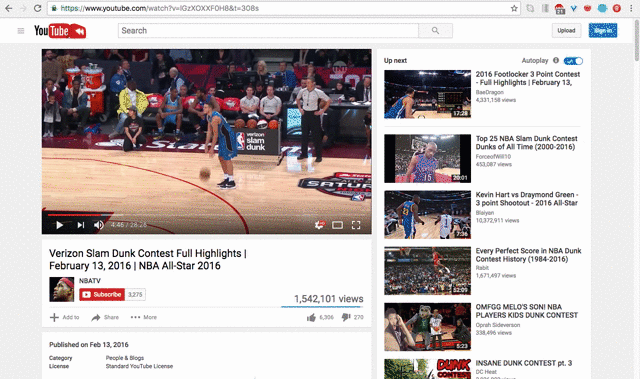 https://www.youtube.com/watch?v=IGzXOXXF0H8&t=308s
21
YouTube
Search
Upload
Sign in
verizon
slam
dunk
4:45 / 28:26
Verizon Slam Dunk Contest Full Highlights |
February 13, 2016 | NBA All-Star 2016
NBATV
Subscribe 3,275
1,542,101 views
Add to Share More
6,306 270
Published on Feb 13, 2016
Category People & Blogs
License Standard YouTube License
Up next
Autoplay
17:28
2016 Footlocker 3 Point Contest
- Full Highlights | February 13,
BaeDragon
4,331,158 views
15
20:01
Top 25 NBA Slam Dunk Contest
Dunks of All Time (2000-2016)
ForceofWill10
453,087 views
7:36
Kevin Hart vs Draymond Green -
3 point Shootout - 2016 All-Star
Blaiyan
10,372,911 views
52:09
Every Perfect Score in NBA Dunk
Contest History (1984-2016)
Rabit
1,671,497 views
5:23
OMFGG MELO'S SON! NBA
PLAYERS KIDS DUNK CONTEST
Oprah Sideverson
338,496 views
DUNK
INSANE DUNK CONTEST pt. 3
DC Heat